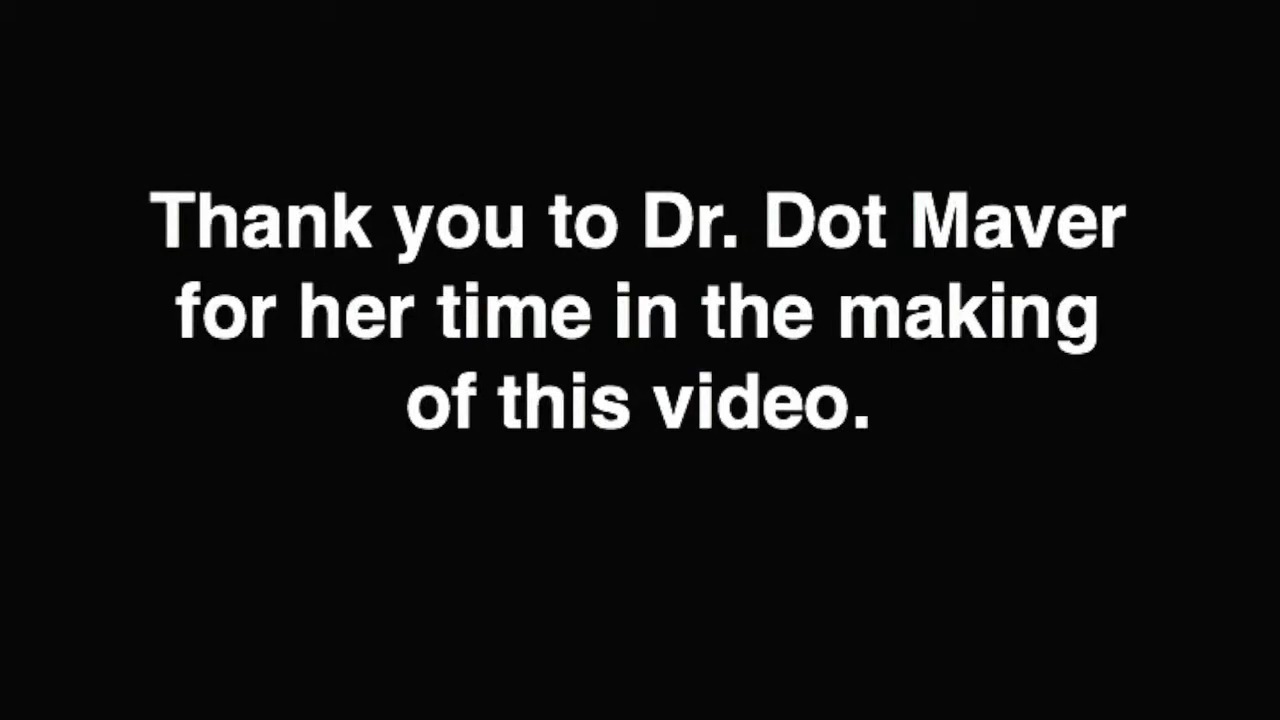 Thank you to Dr. Dot Maver
for her time in the making
of this video.